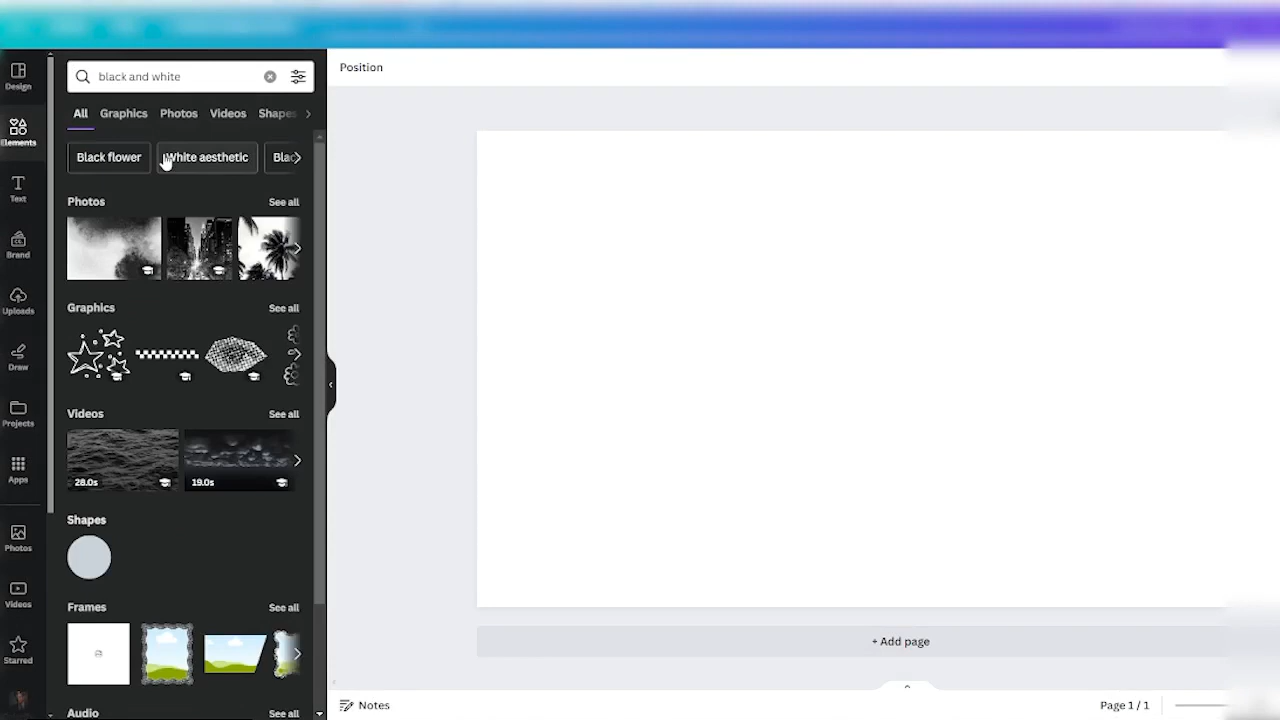 Position
Design
Elements
Text
Brand
Uploads
Draw
Projects
Apps
Photos
Videos
Starred
black and white
All Graphics Photos Videos Shapes
Black flower White aesthetic
Photos See all
Graphics See all
Videos See all
28.0s 19.0s
Shapes
Frames See all
Audio See all
+ Add page
Notes Page 1 / 1